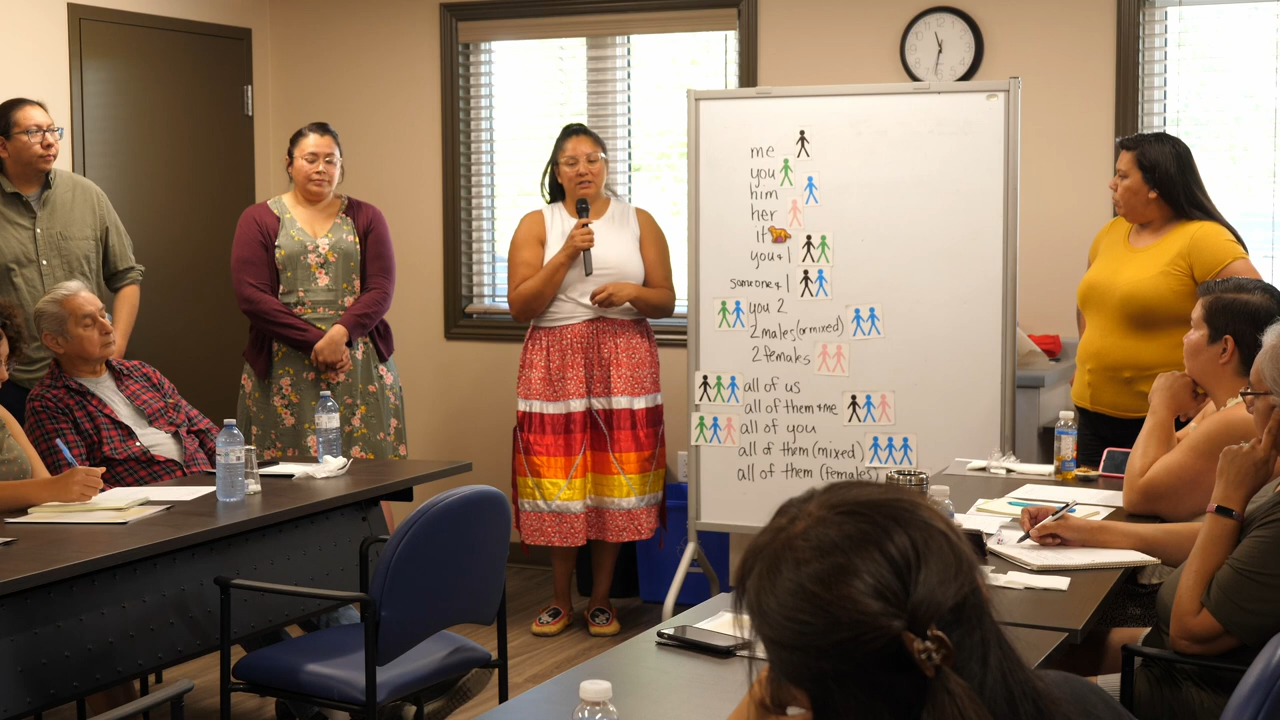 me
you
him
her
it
you & I
someone & I
you 2
2 males (or mixed)
2 females
all of us
all of them & me
all of you
all of them (mixed)
all of them (females)